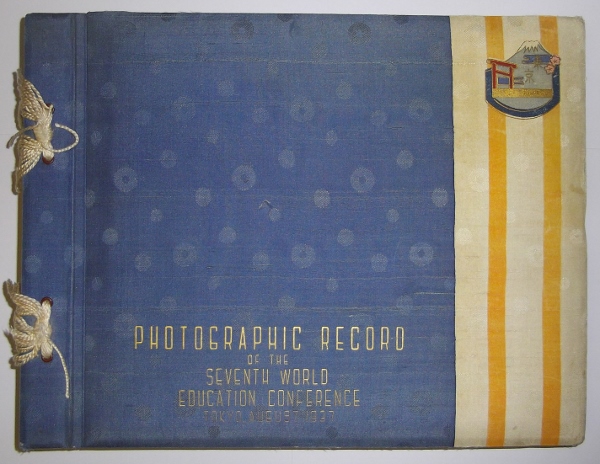 PHOTOGRAPHIC RECORD
OF THE
SEVENTH WORLD
EDUCATION CONFERENCE
TOKYO AUGUST 1937